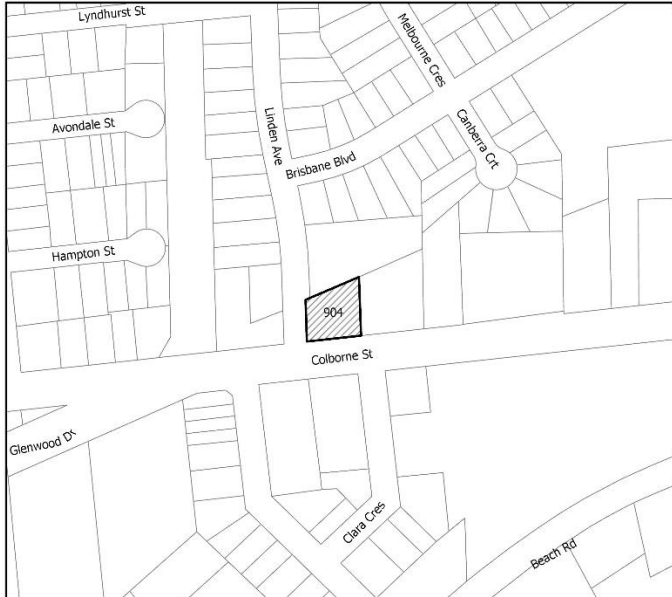 Lyndhurst St
Melbourne Cres
Avondale St
Linden Ave
Canberra Crt
Brisbane Blvd
Hampton St
904
Colborne St
Glenwood Dr
Clara Cres
Beach Rd